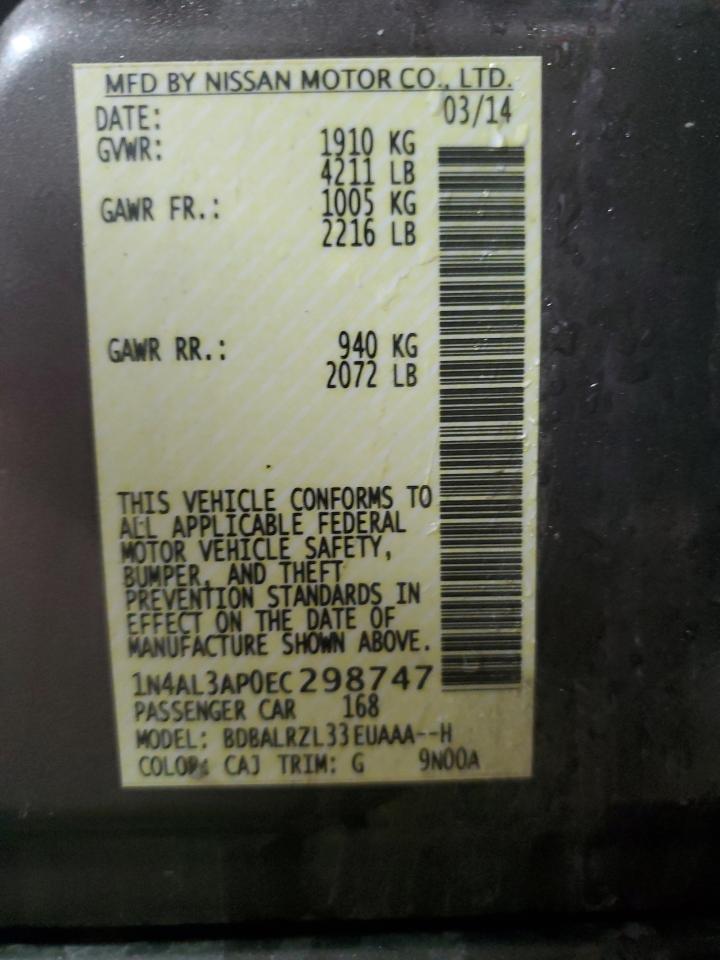 MFD BY NISSAN MOTOR CO., LTD.
DATE: 03/14
GVWR: 1910 KG
4211 LB
GAWR FR.: 1005 KG
2216 LB
GAWR RR.: 940 KG
2072 LB
THIS VEHICLE CONFORMS TO
ALL APPLICABLE FEDERAL
MOTOR VEHICLE SAFETY,
BUMPER, AND THEFT
PREVENTION STANDARDS IN
EFFECT ON THE DATE OF
MANUFACTURE SHOWN ABOVE.
1N4AL3AP0EC298747
PASSENGER CAR 168
MODEL: BDBALRZL33EUAAA--H
COLOR: CAJ TRIM: G 9N00A